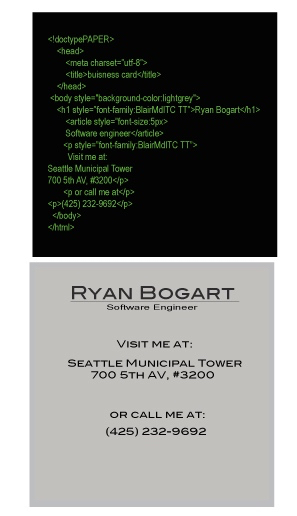 <!doctypePAPER>
<head>
<meta charset="utf-8">
<title>buisness card</title>
<body style="background-color:lightgrey">
<h1 style="font-family:BlairMdITC TT">Ryan Bogart</h1>
<article style="font-size:5px>
Software engineer</article>
<p style="font-family:BlairMdITC TT>
Visit me at:
Seattle Municipal Tower
700 5th AV, #3200</p>
<p or call me at</p>
<p>(425) 232-9692</p>
</body>
</html>
Ryan Bogart
Software Engineer
Visit me at:
Seattle Municipal Tower
700 5th AV, #3200
or call me at:
(425) 232-9692